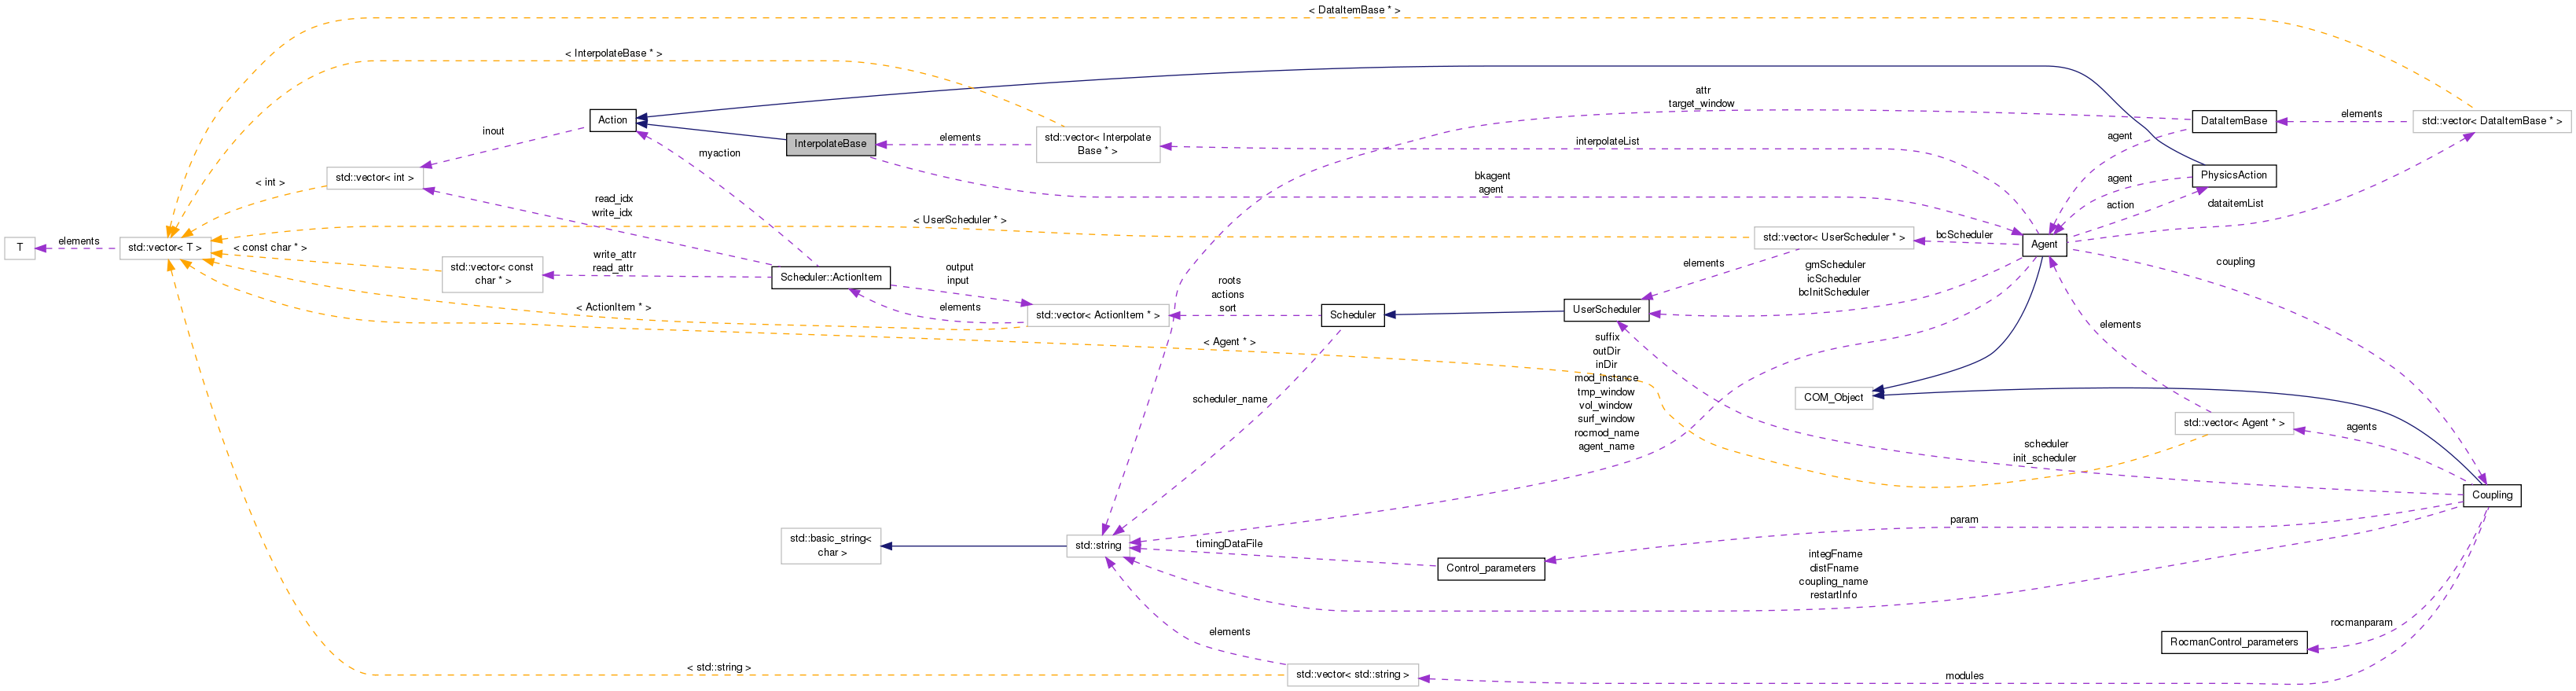 < DataItemBase * >
< InterpolateBase * >
attr
target_window
Action
inout
InterpolateBase
elements
std::vector< Interpolate
Base * >
interpolateList
DataItemBase
elements
std::vector< DataItemBase * >
agent
myaction
std::vector< int >
< int >
bkagent
agent
agent
PhysicsAction
action
dataitemList
read_idx
write_idx
< UserScheduler * >
std::vector< UserScheduler * >
bcScheduler
Agent
T
elements
std::vector< T >
< const char * >
std::vector< const
char * >
write_attr
read_attr
Scheduler::ActionItem
output
input
elements
std::vector< ActionItem * >
< ActionItem * >
roots
actions
sort
Scheduler
UserScheduler
elements
gmScheduler
icScheduler
bcInitScheduler
coupling
elements
< Agent * >
suffix
outDir
inDir
mod_instance
tmp_window
vol_window
surf_window
rocmod_name
agent_name
scheduler_name
COM_Object
std::vector< Agent * >
agents
scheduler
init_scheduler
Coupling
param
std::basic_string<
char >
std::string
timingDataFile
Control_parameters
integFname
distFname
coupling_name
restartInfo
elements
rocmanparam
RocmanControl_parameters
< std::string >
std::vector< std::string >
modules